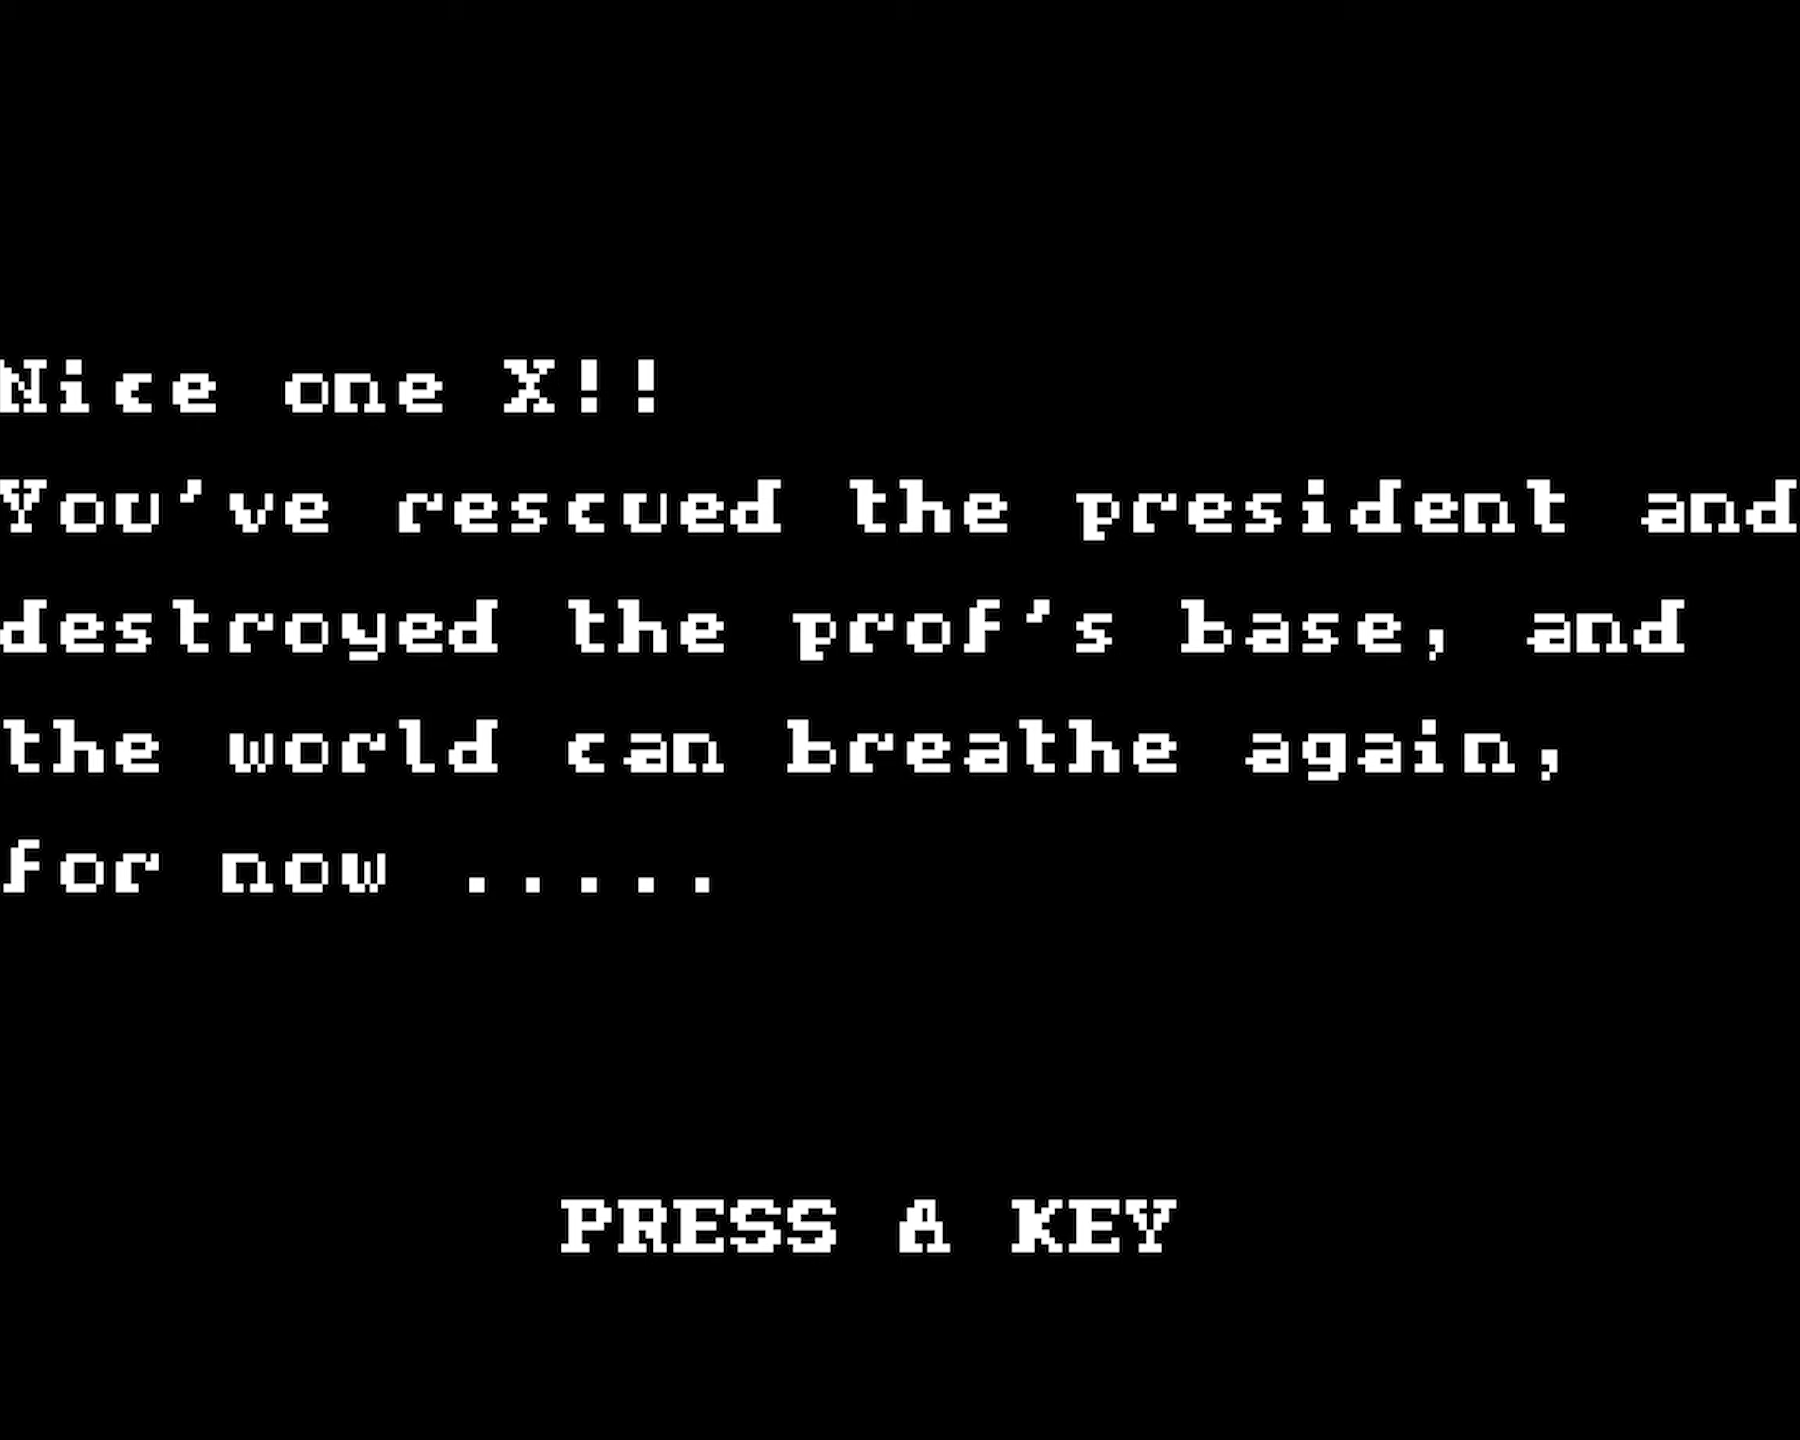 Nice one X!!
You've rescued the president and
destroyed the prof's base, and
the world can breathe again,
for now .....
PRESS A KEY